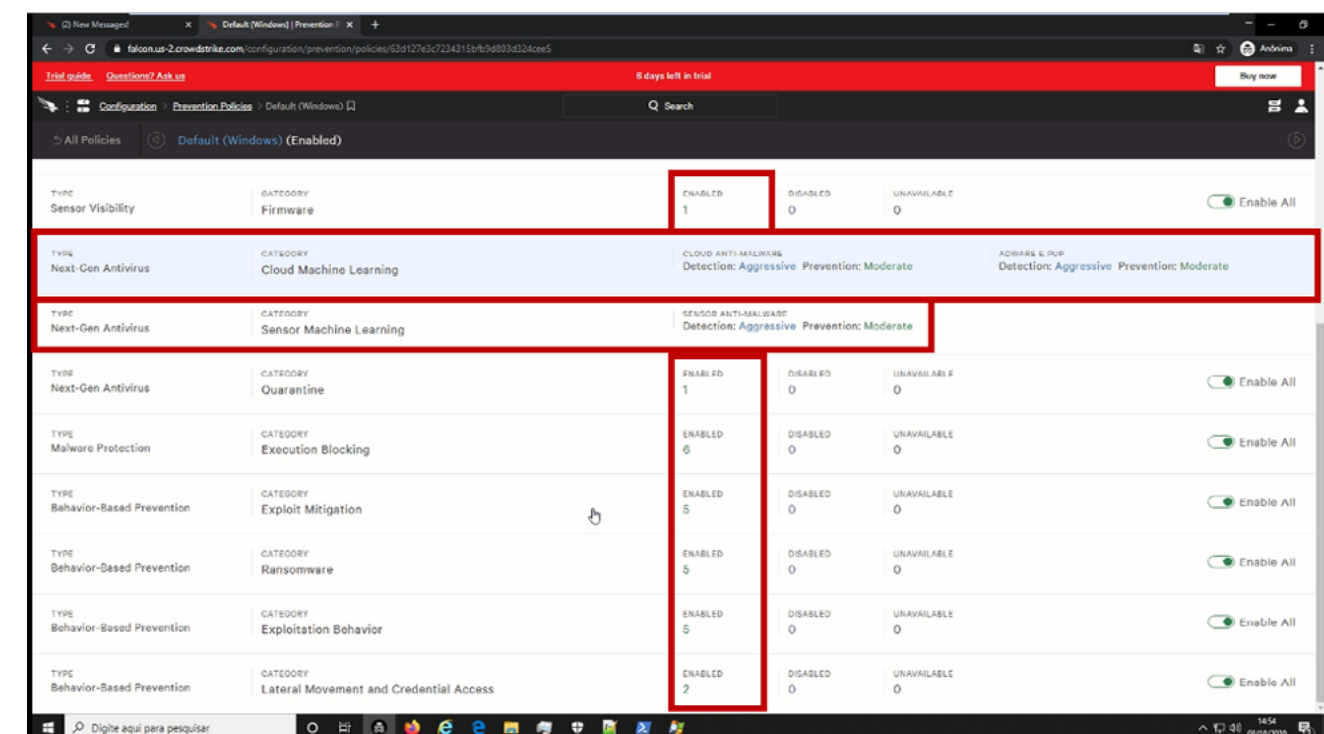 (2) New Messages!
Default (Windows) | Prevention P
falcon.us-2.crowdstrike.com/configuration/prevention/policies/
Anônima
Trial guide Questions? Ask us 6 days left in trial Buy now
Configuration > Prevention Policies > Default (Windows) Search
All Policies Default (Windows) (Enabled)
TYPE CATEGORY ENABLED DISABLED UNAVAILABLE
Sensor Visibility Firmware 1 0 0 Enable All
TYPE CATEGORY CLOUD ANTI-MALWARE ADWARE & PUP
Next-Gen Antivirus Cloud Machine Learning Detection: Aggressive Prevention: Moderate Detection: Aggressive Prevention: Moderate
TYPE CATEGORY SENSOR ANTI-MALWARE
Next-Gen Antivirus Sensor Machine Learning Detection: Aggressive Prevention: Moderate
TYPE CATEGORY ENABLED DISABLED UNAVAILABLE
Next-Gen Antivirus Quarantine 1 0 0 Enable All
TYPE CATEGORY ENABLED DISABLED UNAVAILABLE
Malware Protection Execution Blocking 6 0 0 Enable All
TYPE CATEGORY ENABLED DISABLED UNAVAILABLE
Behavior-Based Prevention Exploit Mitigation 5 0 0 Enable All
TYPE CATEGORY ENABLED DISABLED UNAVAILABLE
Behavior-Based Prevention Ransomware 5 0 0 Enable All
TYPE CATEGORY ENABLED DISABLED UNAVAILABLE
Behavior-Based Prevention Exploitation Behavior 5 0 0 Enable All
TYPE CATEGORY ENABLED DISABLED UNAVAILABLE
Behavior-Based Prevention Lateral Movement and Credential Access 2 0 0 Enable All
Digite aqui para pesquisar 14:54